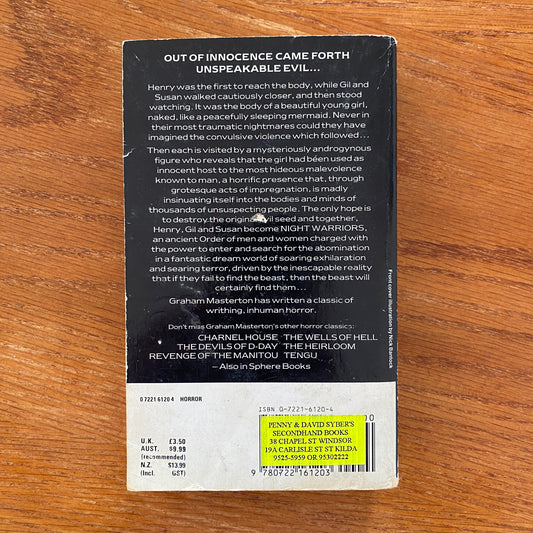 OUT OF INNOCENCE CAME FORTH
UNSPEAKABLE EVIL...
Henry was the first to reach the body, while Gil and
Susan walked cautiously closer, and then stood
watching. It was the body of a beautiful young girl,
naked, like a peacefully sleeping mermaid. Never in
their most traumatic nightmares could they have
imagined the convulsive violence which followed...
Then each is visited by a mysteriously androgynous
figure who reveals that the girl had been used as
innocent host to the most hideous malevolence
known to man, a horrific presence that, through
grotesque acts of impregnation, is madly
insinuating itself into the bodies and minds of
thousands of unsuspecting people. The only hope is
to destroy the original evil seed and together,
Henry, Gil and Susan become NIGHT WARRIORS,
an ancient Order of men and women charged with
the power to enter and search for the abomination
in a fantastic dream world of soaring exhilaration
and searing terror, driven by the inescapable reality
that if they fail to find the beast, then the beast will
certainly find them...
Graham Masterton has written a classic of
writhing, inhuman horror.
Don't miss Graham Masterton's other horror classics:
CHARNEL HOUSE THE WELLS OF HELL
THE DEVILS OF D-DAY THE HEIRLOOM
REVENGE OF THE MANITOU TENGU
– Also in Sphere Books
Front cover illustration by Nick Bantock
0 7221 6120 4 HORROR
U.K. £3.50
AUST. $9.99
(recommended)
N.Z. $13.99
(Incl. GST)
ISBN 0-7221-6120-4
PENNY & DAVID SYBER'S
SECONDHAND BOOKS
38 CHAPEL ST WINDSOR
19A CARLISLE ST ST KILDA
9525-5959 OR 95302222
9 780722 161203